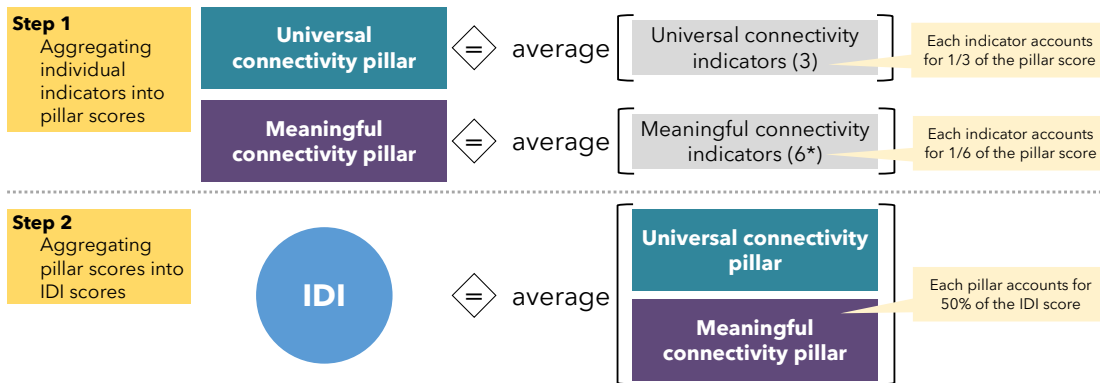 Step 1
Aggregating
individual
indicators into
pillar scores
Universal
connectivity pillar
=
average
Universal connectivity
indicators (3)
Each indicator accounts
for 1/3 of the pillar score
Meaningful
connectivity pillar
=
average
Meaningful connectivity
indicators (6*)
Each indicator accounts
for 1/6 of the pillar score
Step 2
Aggregating
pillar scores into
IDI scores
IDI
=
average
Universal connectivity
pillar
Meaningful
connectivity pillar
Each pillar accounts for
50% of the IDI score